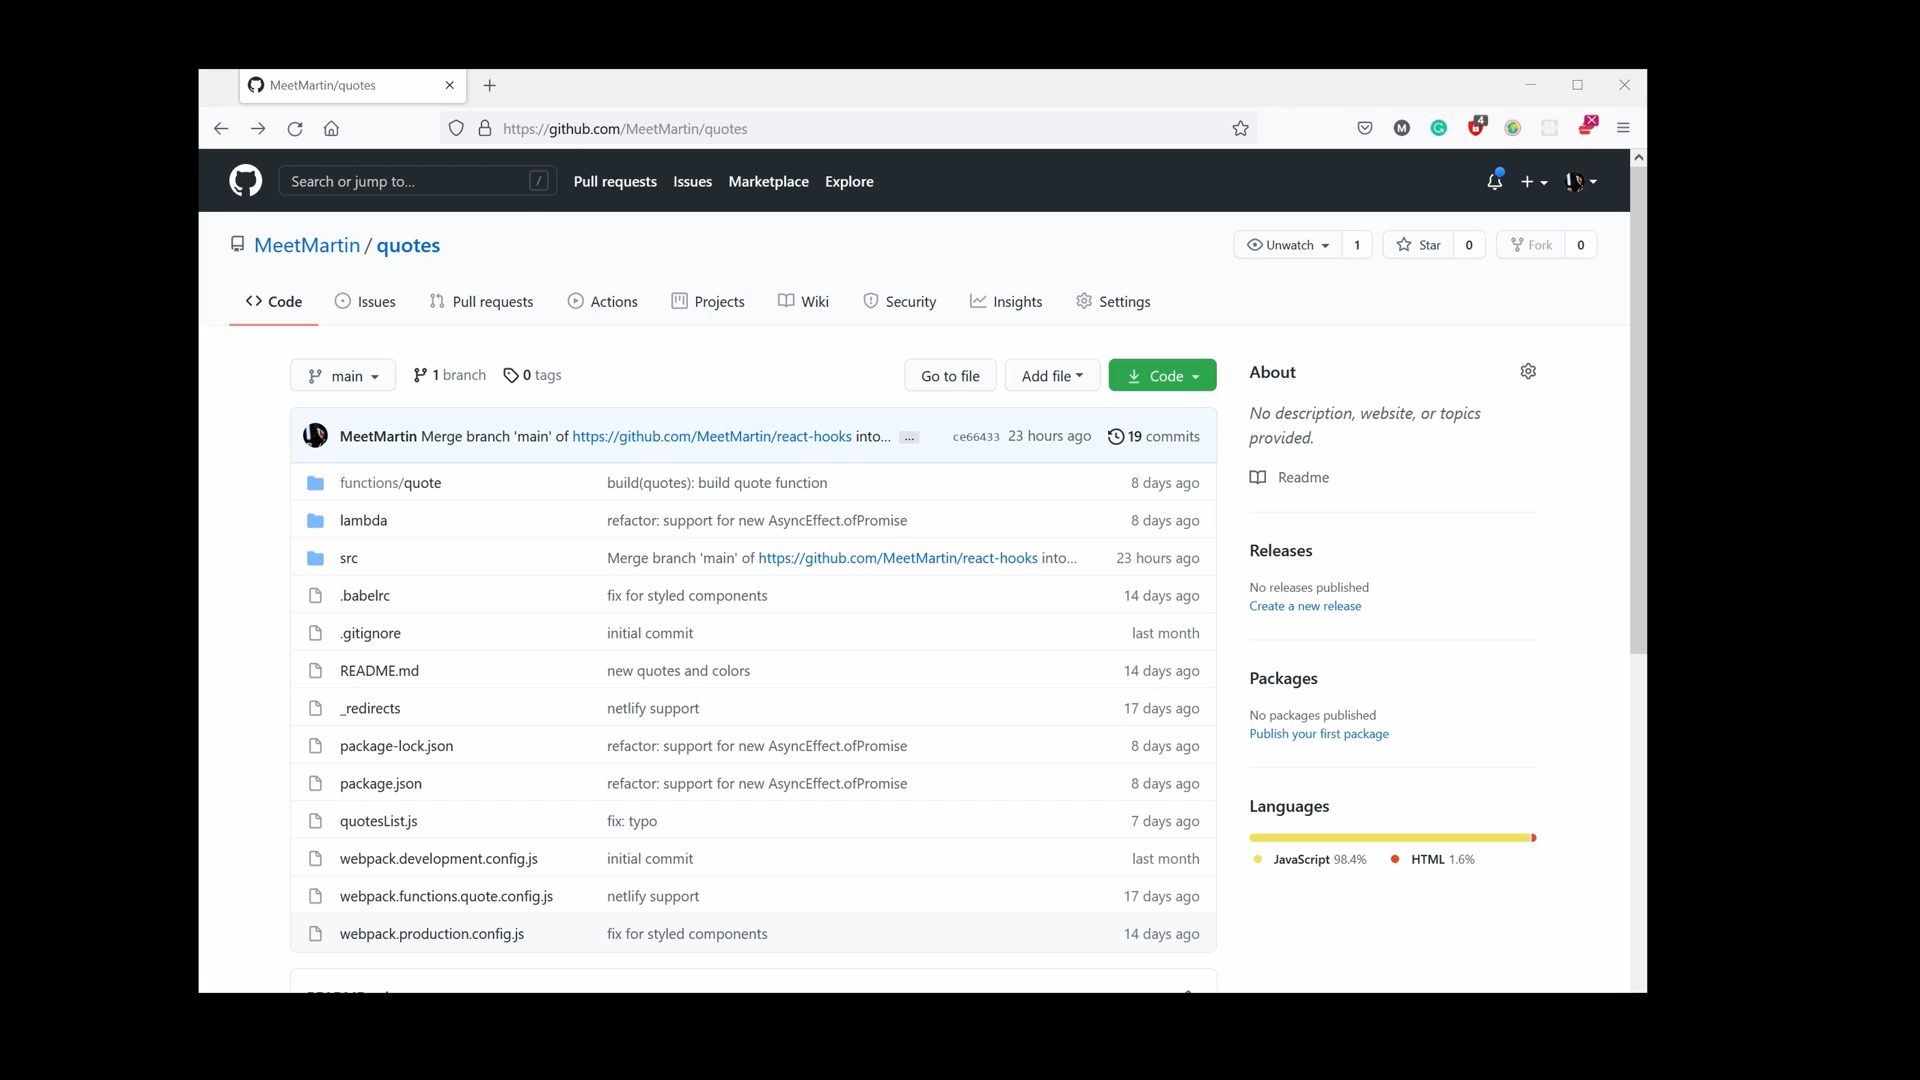 MeetMartin/quotes
https://github.com/MeetMartin/quotes
M
4
Search or jump to... /
Pull requests Issues Marketplace Explore
MeetMartin / quotes
Unwatch 1 Star 0 Fork 0
Code Issues Pull requests Actions Projects Wiki Security Insights Settings
main 1 branch 0 tags Go to file Add file Code
MeetMartin Merge branch 'main' of https://github.com/MeetMartin/react-hooks into... ... ce66433 23 hours ago 19 commits
functions/quote build(quotes): build quote function 8 days ago
lambda refactor: support for new AsyncEffect.ofPromise 8 days ago
src Merge branch 'main' of https://github.com/MeetMartin/react-hooks into... 23 hours ago
.babelrc fix for styled components 14 days ago
.gitignore initial commit last month
README.md new quotes and colors 14 days ago
_redirects netlify support 17 days ago
package-lock.json refactor: support for new AsyncEffect.ofPromise 8 days ago
package.json refactor: support for new AsyncEffect.ofPromise 8 days ago
quotesList.js fix: typo 7 days ago
webpack.development.config.js initial commit last month
webpack.functions.quote.config.js netlify support 17 days ago
webpack.production.config.js fix for styled components 14 days ago
About
No description, website, or topics
provided.
Readme
Releases
No releases published
Create a new release
Packages
No packages published
Publish your first package
Languages
JavaScript 98.4% HTML 1.6%